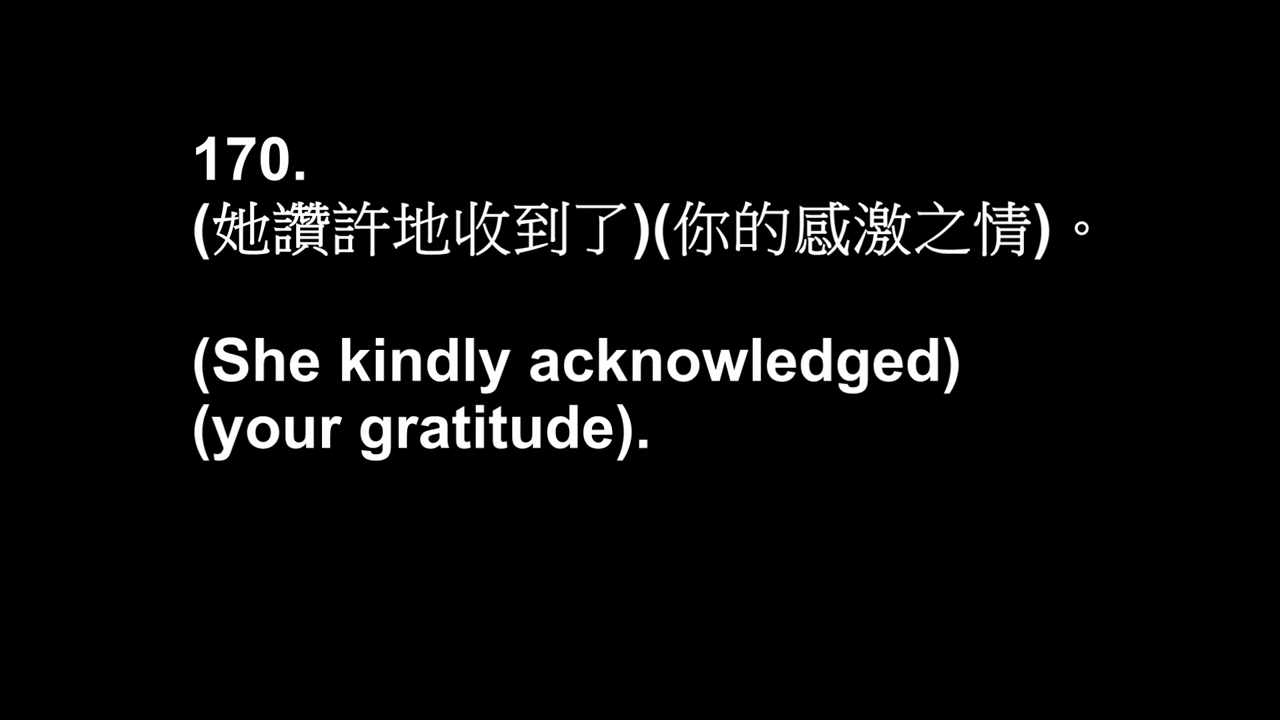 170.
(她讚許地收到了)(你的感激之情)。
(She kindly acknowledged)
(your gratitude).